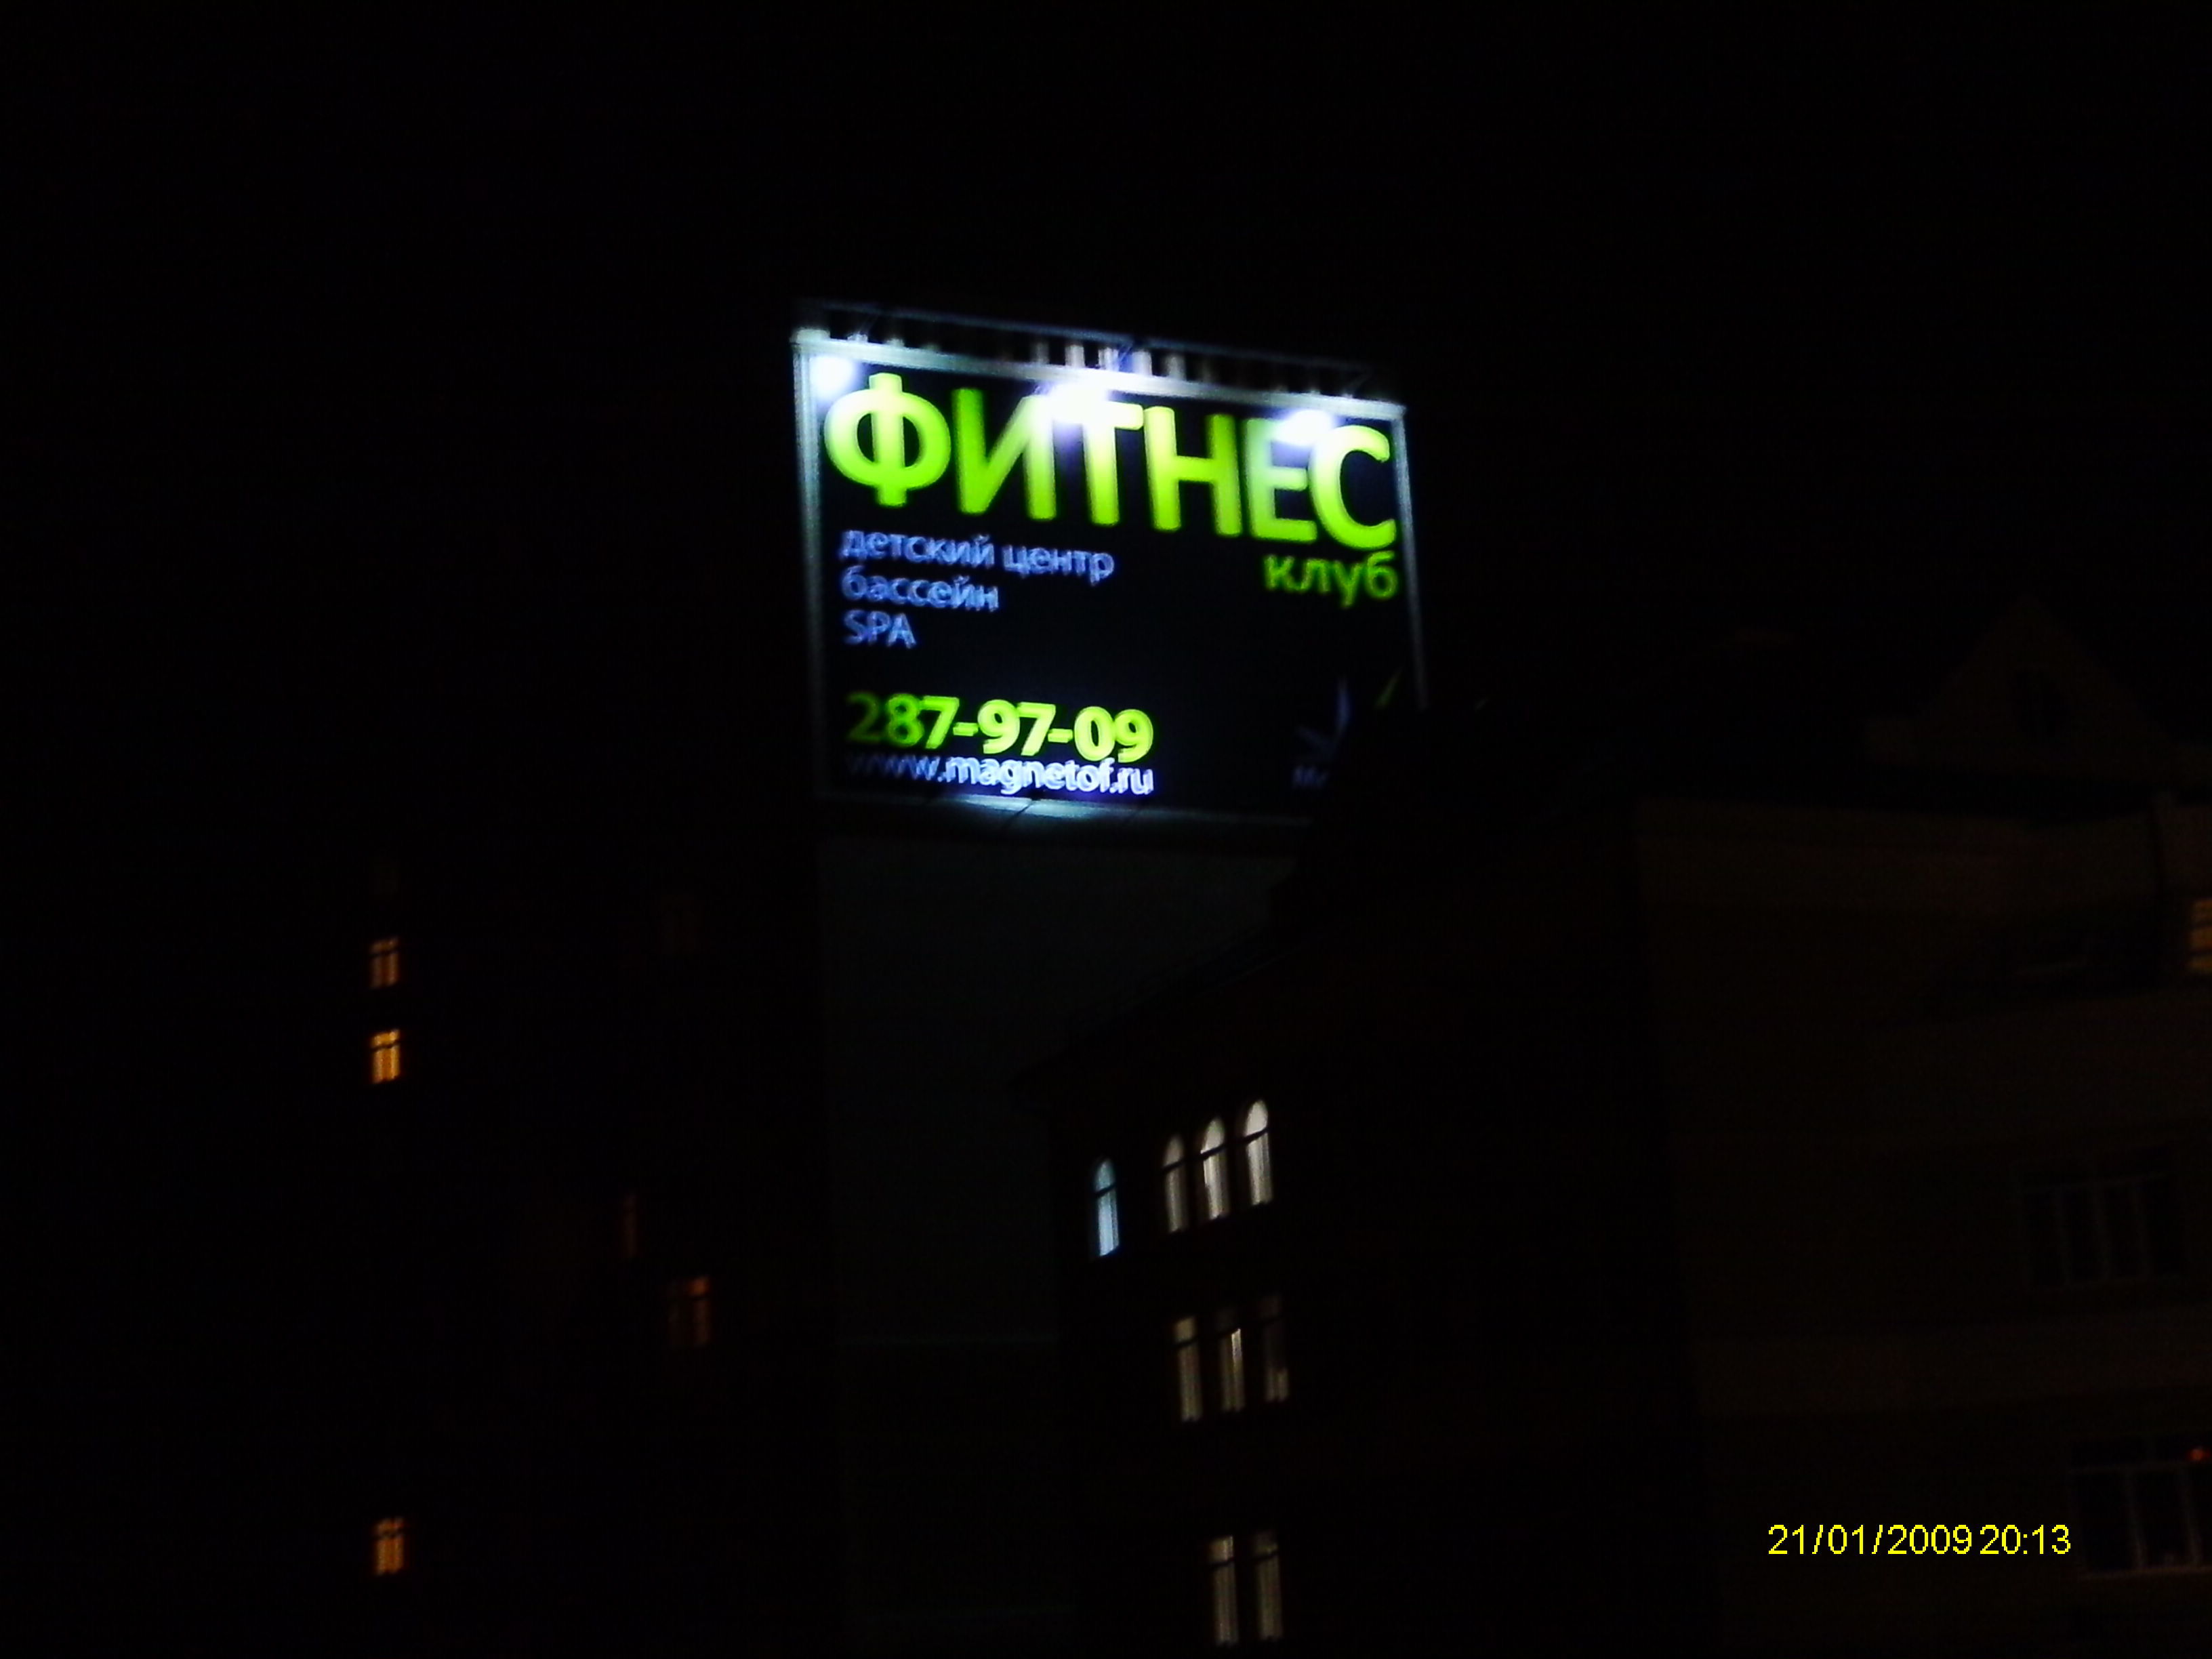 ФИТНЕС
клуб
детский центр
бассейн
SPA
287-97-09
www.magnetof.ru
21/01/2009 20:13